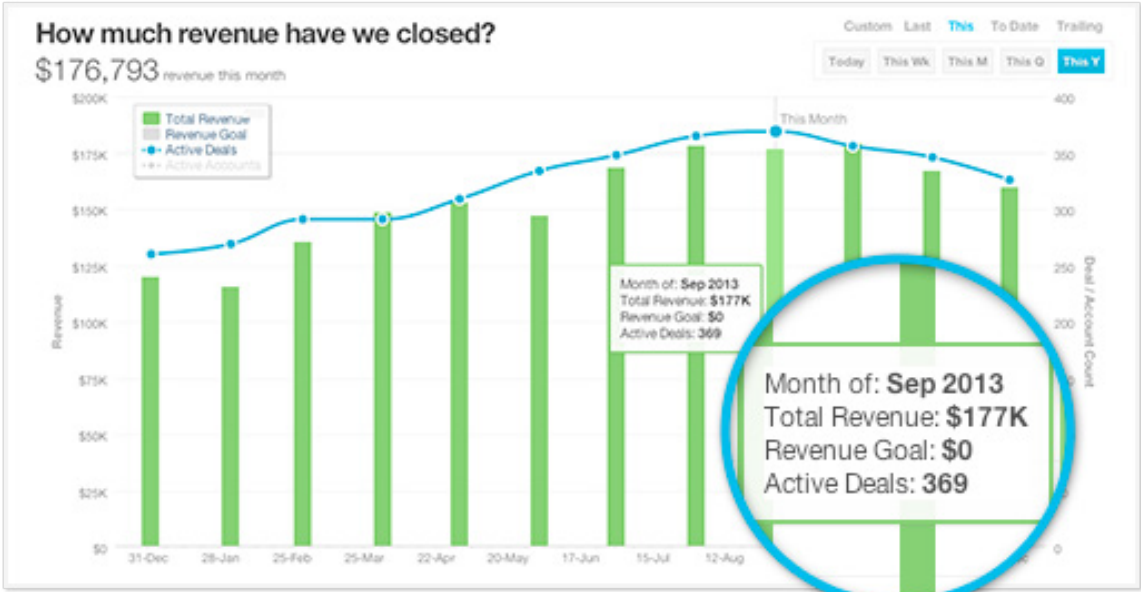 How much revenue have we closed?
$176,793 revenue this month
Custom Last This To Date Trailing
Today This Wk This M This Q This Y
$200K
$175K
$150K
$125K
$100K
$75K
$50K
$25K
$0
Revenue
Total Revenue
Revenue Goal
Active Deals
Active Accounts
This Month
400
350
300
250
200
0
Deal / Account Count
Month of: Sep 2013
Total Revenue: $177K
Revenue Goal: $0
Active Deals: 369
Month of: Sep 2013
Total Revenue: $177K
Revenue Goal: $0
Active Deals: 369
31-Dec 28-Jan 25-Feb 25-Mar 22-Apr 20-May 17-Jun 15-Jul 12-Aug